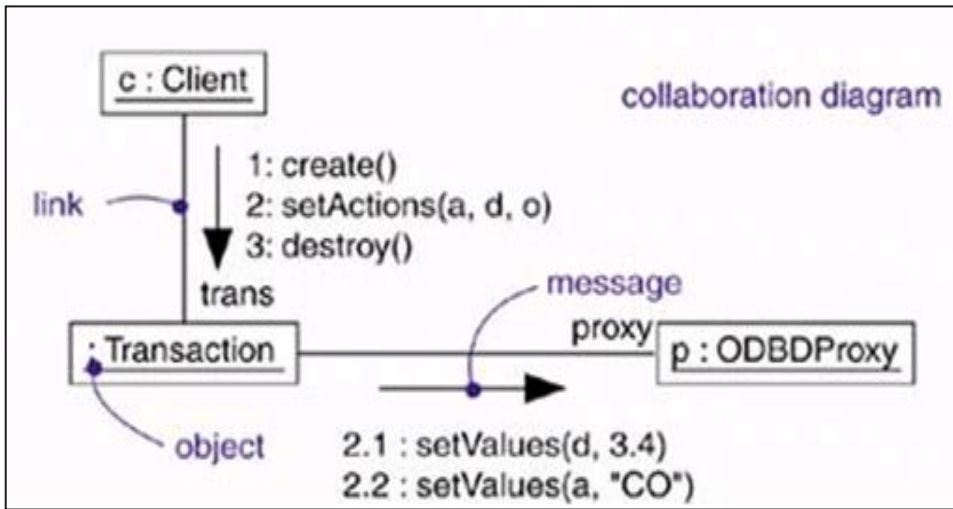 c : Client
collaboration diagram
1: create()
link
2: setActions(a, d, o)
3: destroy()
trans
message
proxy
: Transaction
p : ODBDProxy
object
2.1 : setValues(d, 3.4)
2.2 : setValues(a, "CO")